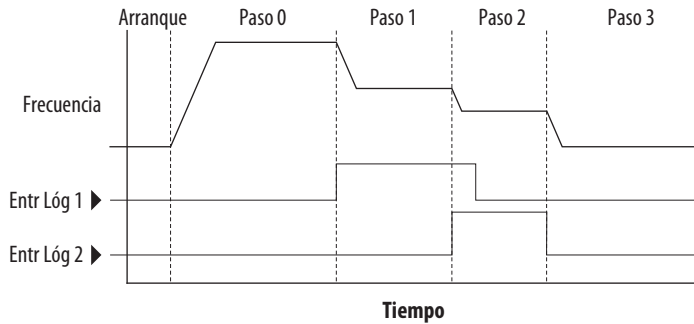 Arranque Paso 0 Paso 1 Paso 2 Paso 3
Frecuencia
Entr Lóg 1
Entr Lóg 2
Tiempo